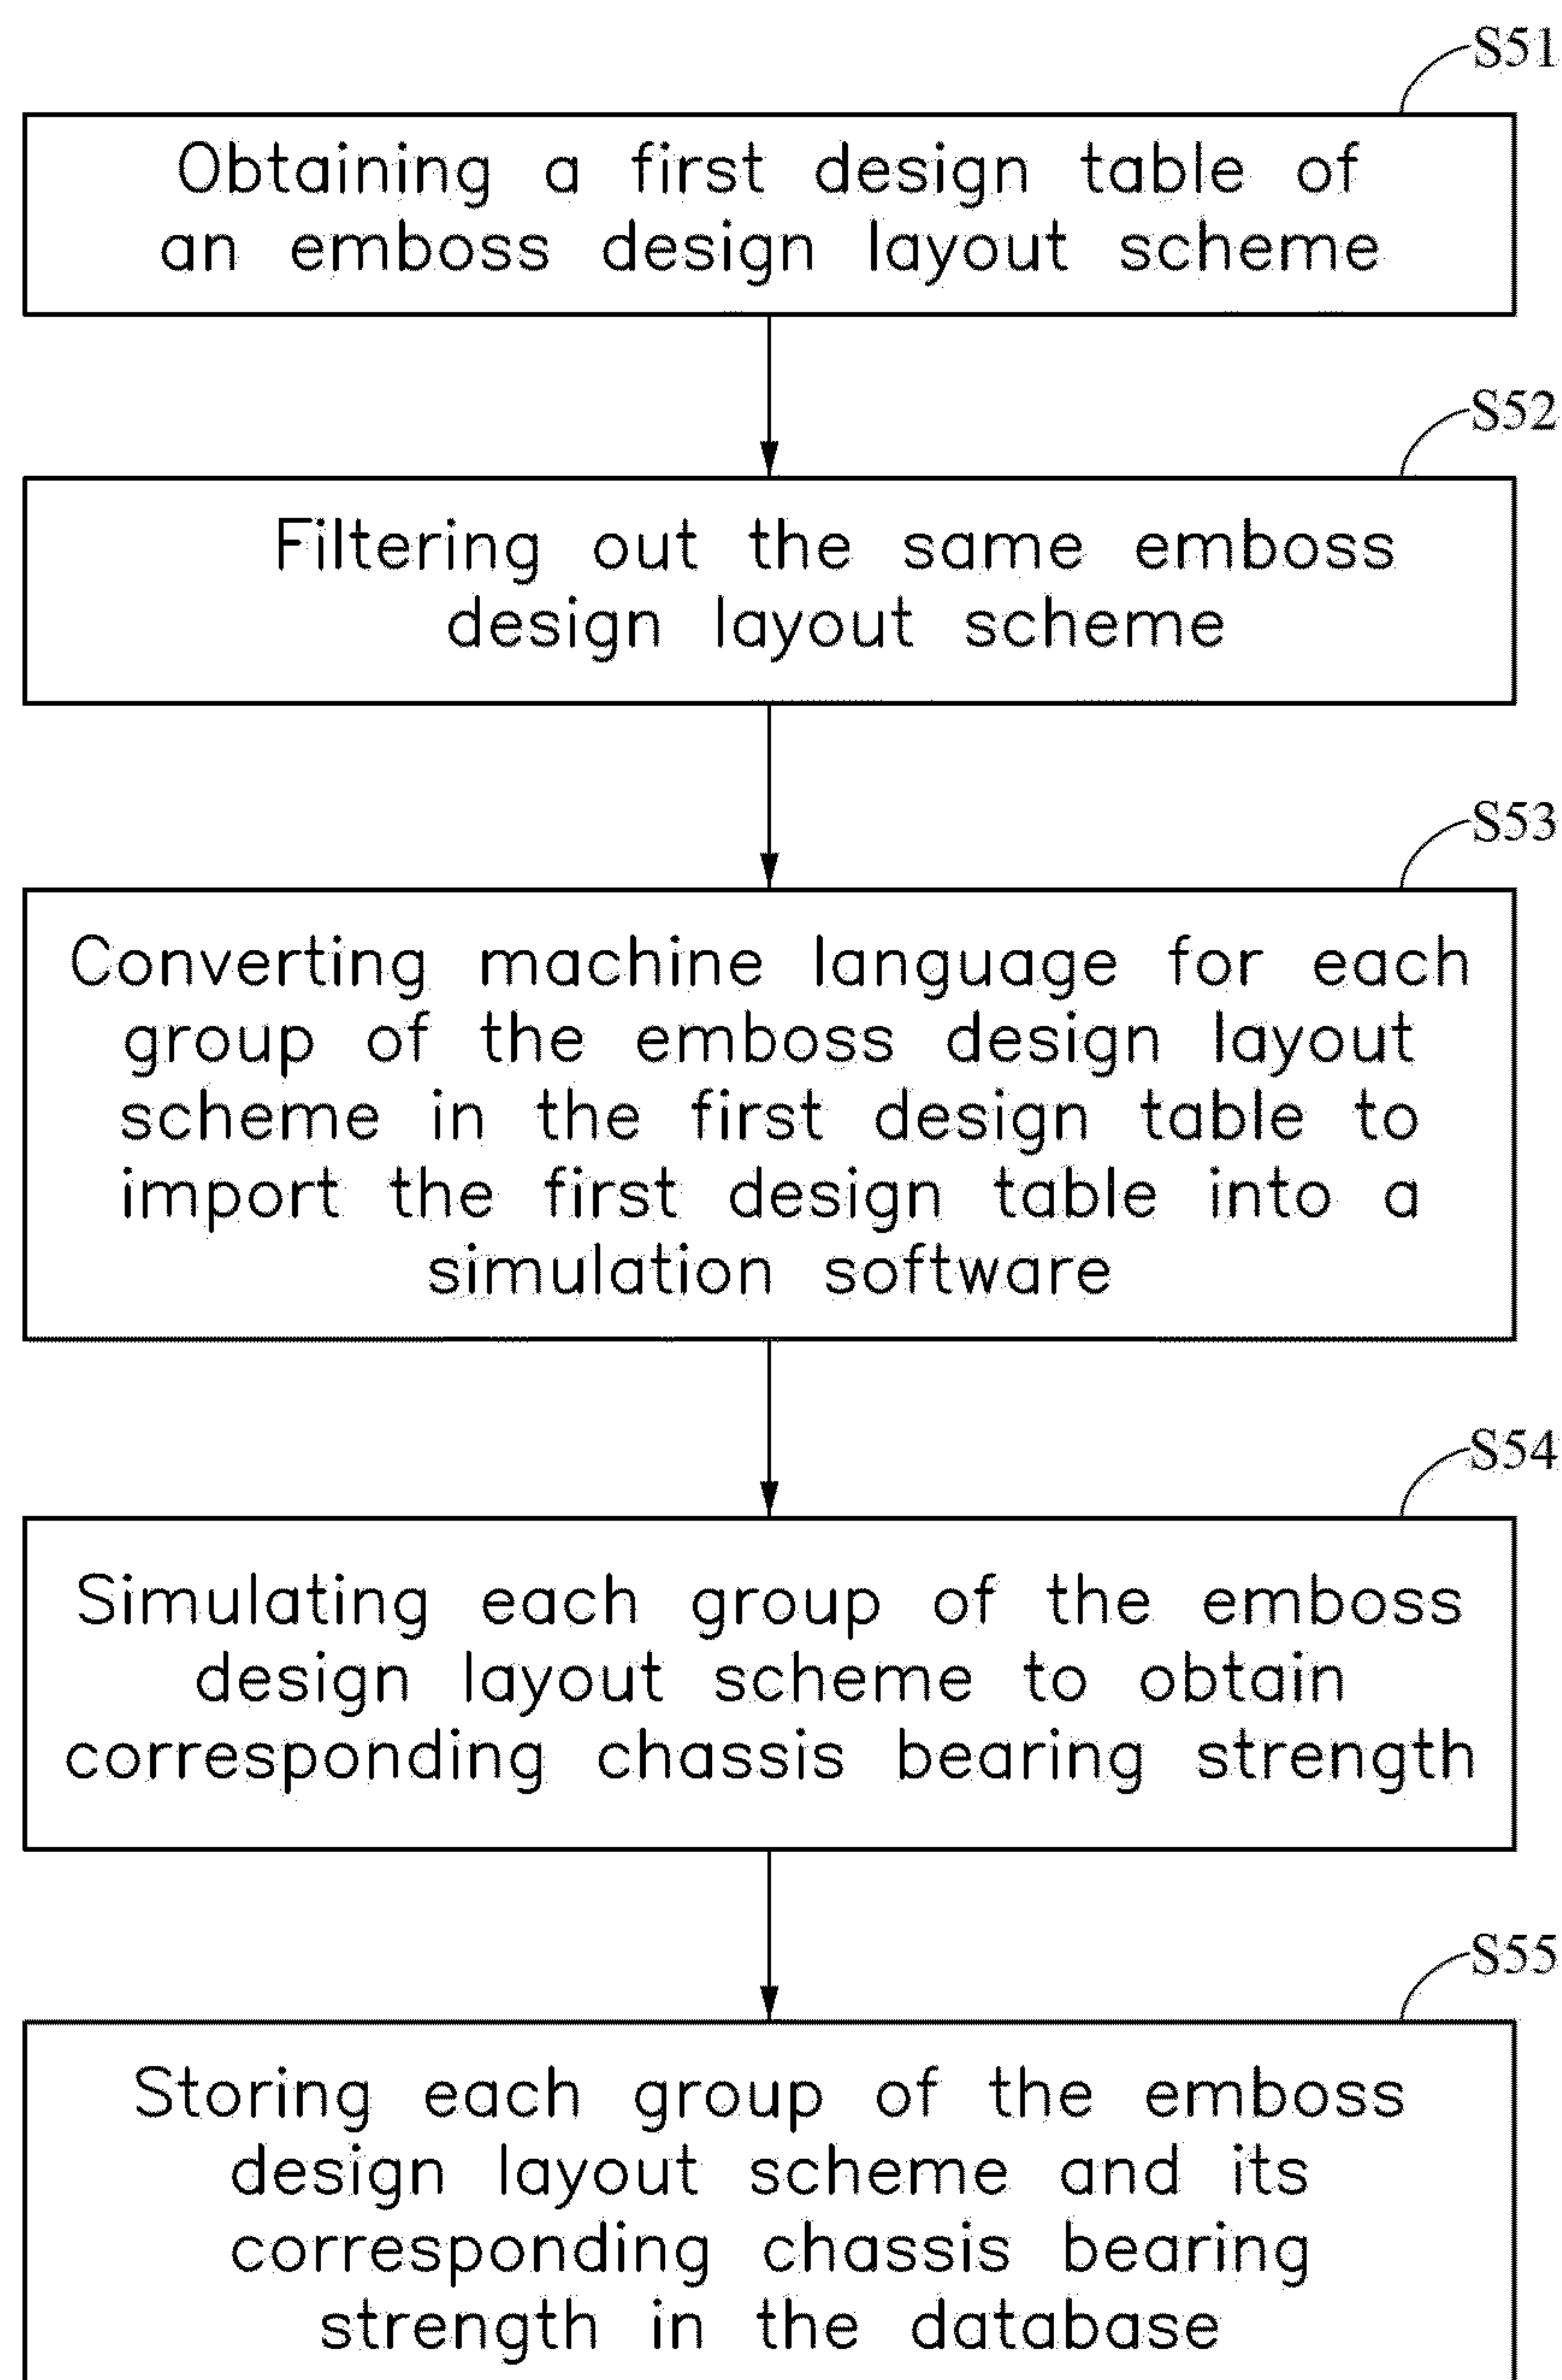 S51
Obtaining a first design table of
an emboss design layout scheme
S52
Filtering out the same emboss
design layout scheme
S53
Converting machine language for each
group of the emboss design layout
scheme in the first design table to
import the first design table into a
simulation software
S54
Simulating each group of the emboss
design layout scheme to obtain
corresponding chassis bearing strength
S55
Storing each group of the emboss
design layout scheme and its
corresponding chassis bearing
strength in the database